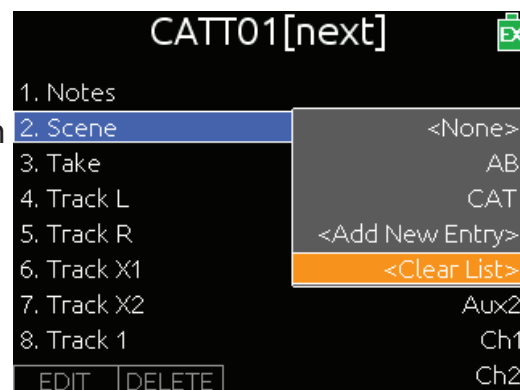 CATT01[next]
EX
1. Notes
2. Scene
<None>
3. Take
AB
4. Track L
CAT
5. Track R
<Add New Entry>
6. Track X1
<Clear List>
7. Track X2
Aux2
8. Track 1
Ch1
EDIT DELETE
Ch2